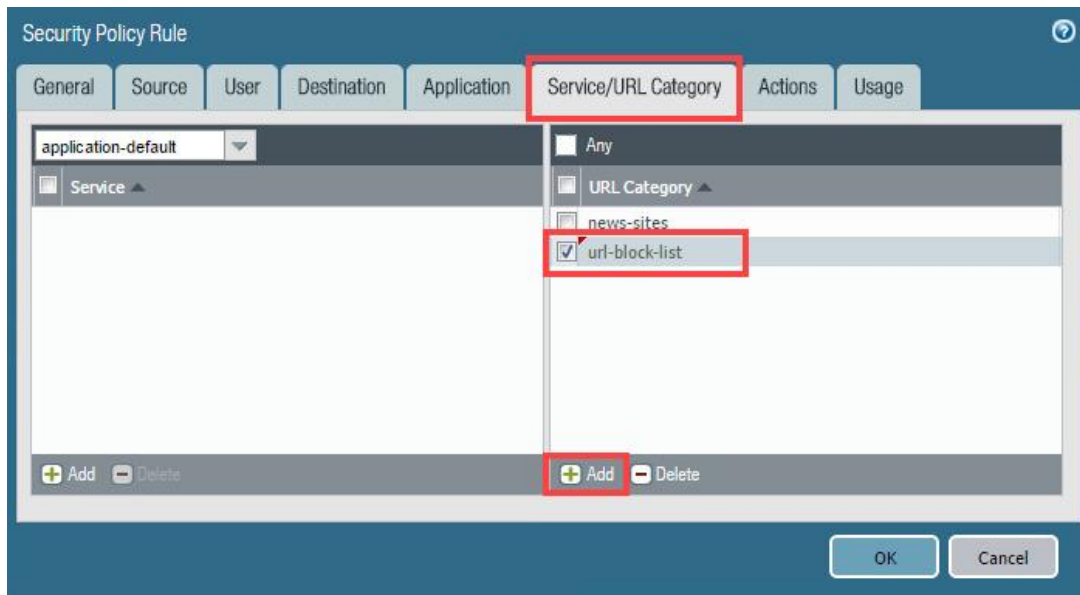 Security Policy Rule
General Source User Destination Application Service/URL Category Actions Usage
application-default
Any
Service
URL Category
news-sites
url-block-list
Add Delete
Add Delete
OK Cancel